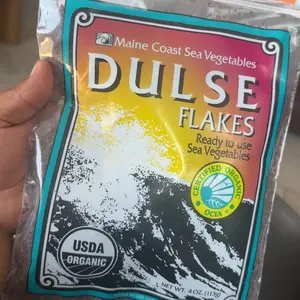 Maine Coast Sea Vegetables
DULSE
FLAKES
Ready to use
Sea Vegetables
CERTIFIED ORGANIC
OCIA
USDA
ORGANIC
NET WT. 4 OZ. (113g)